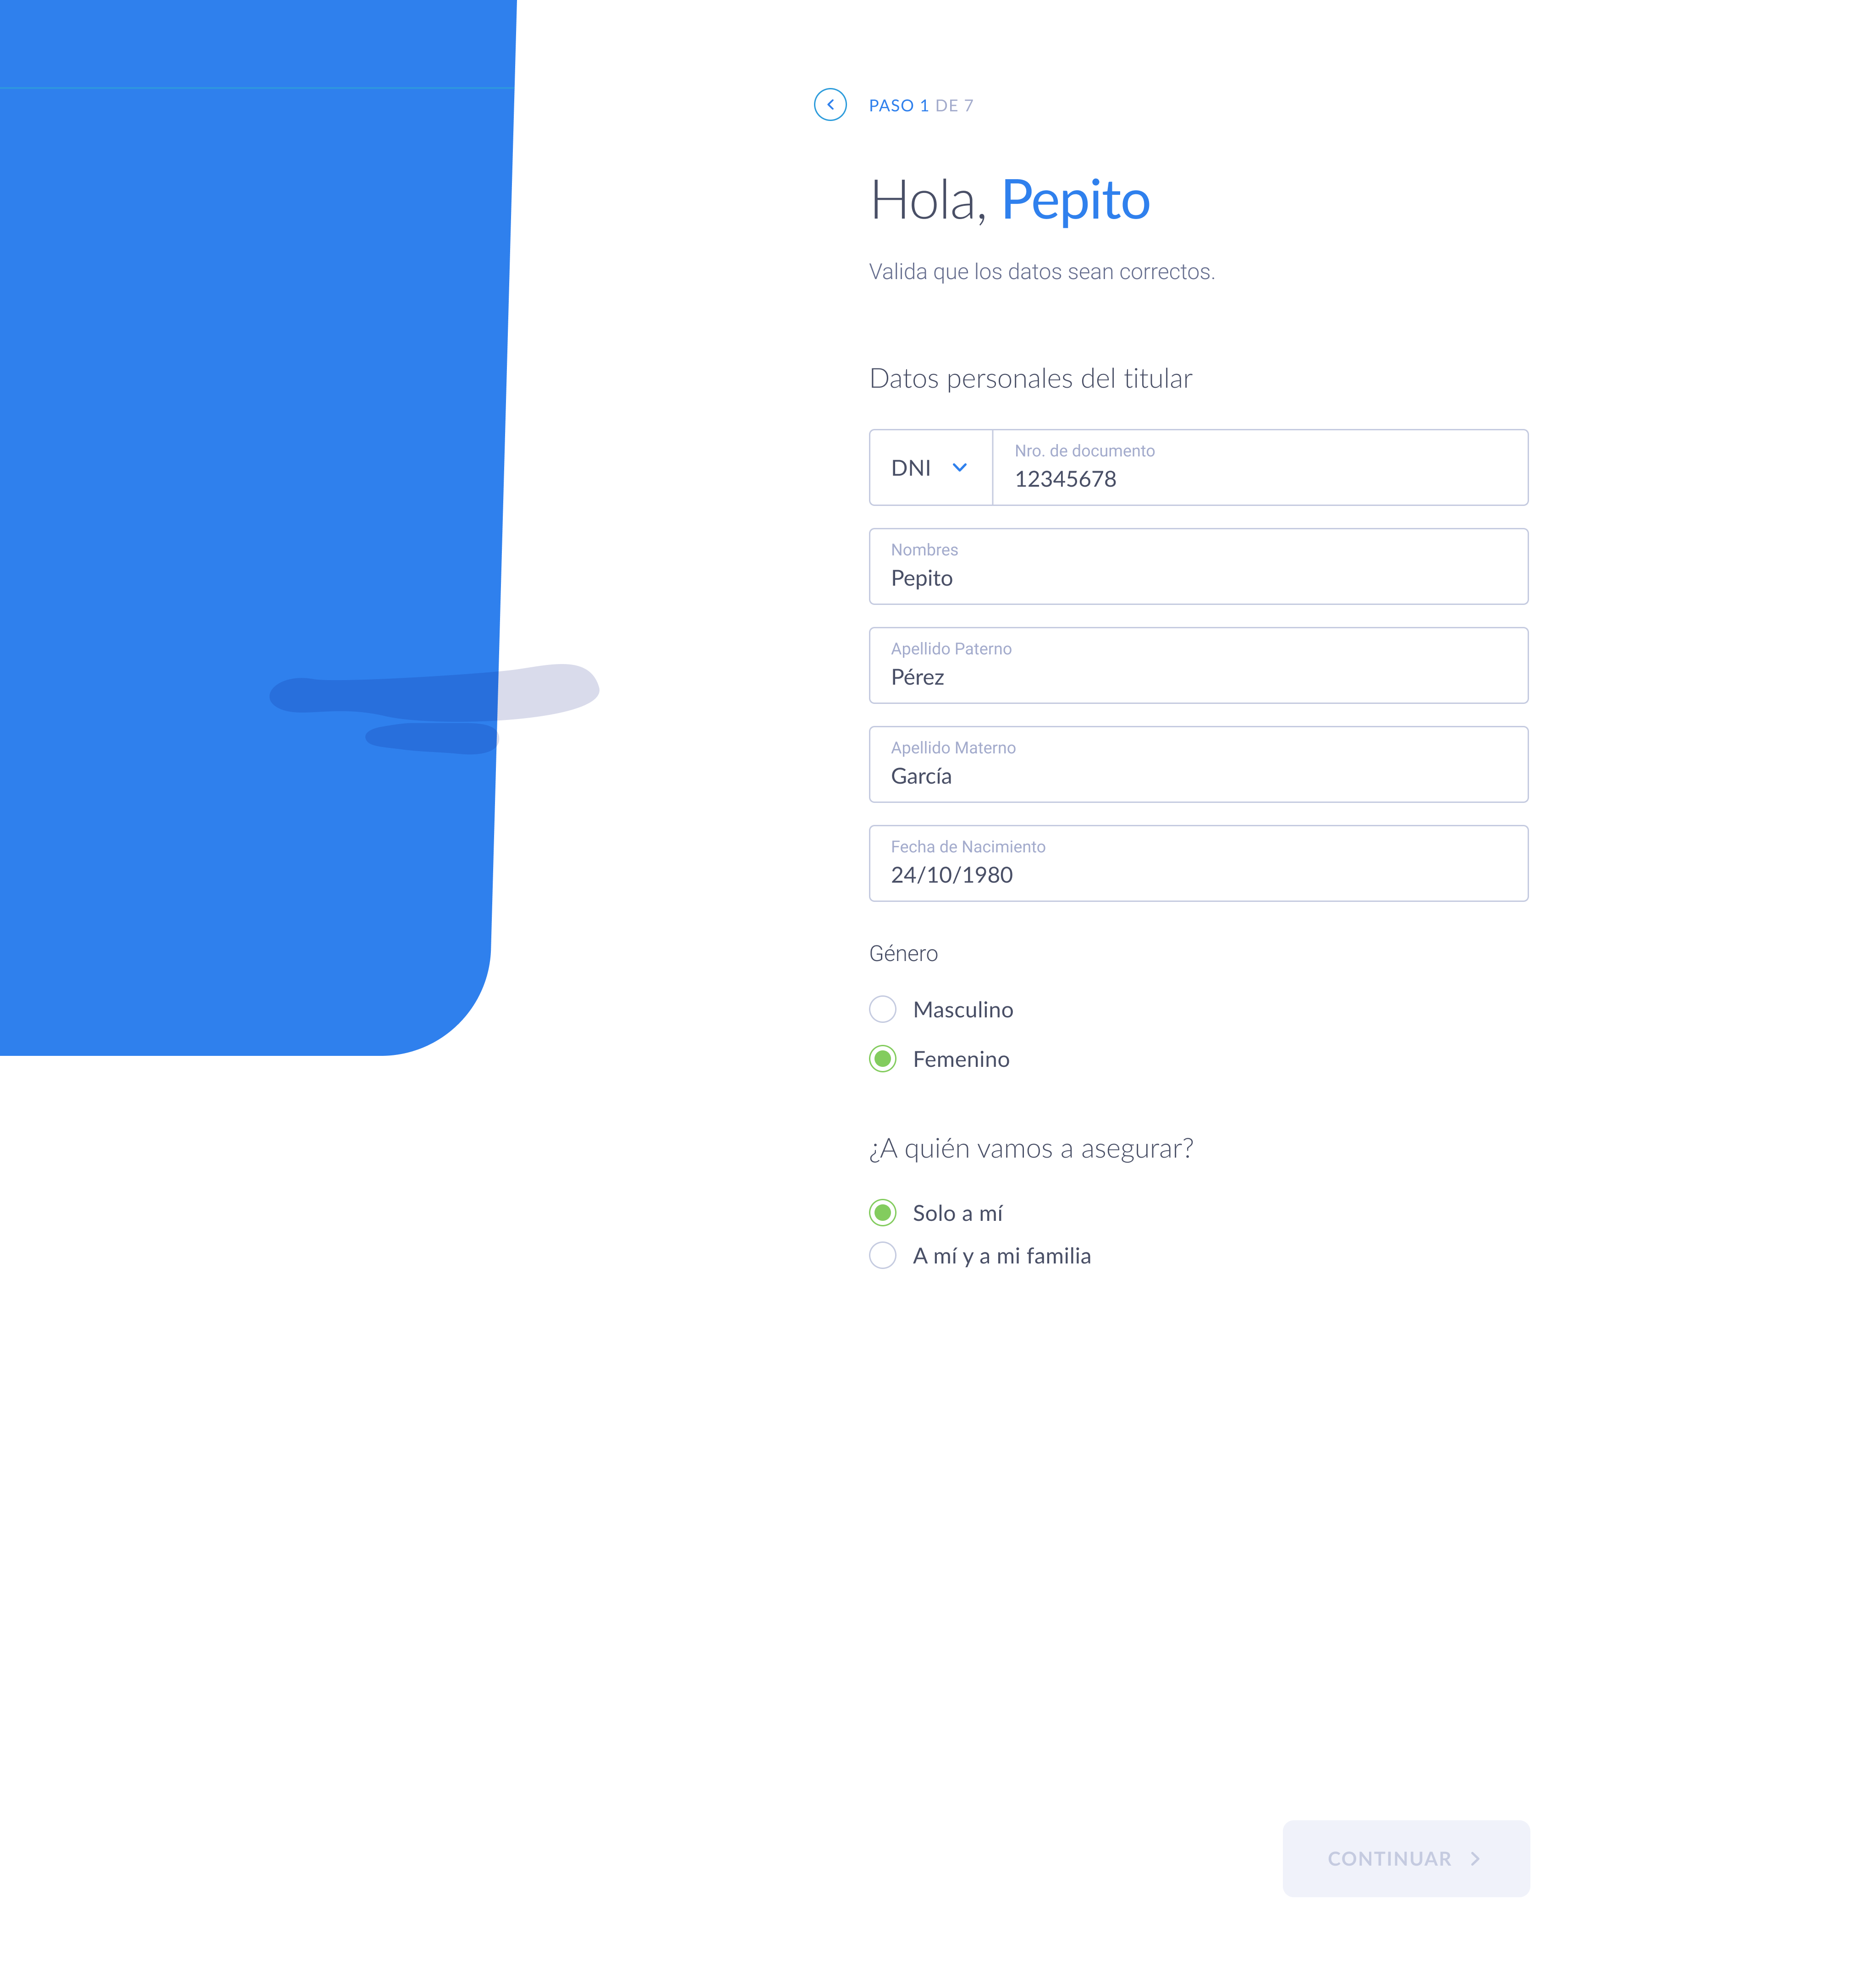 PASO 1 DE 7
Hola, Pepito
Valida que los datos sean correctos.
Datos personales del titular
DNI
Nro. de documento
12345678
Nombres
Pepito
Apellido Paterno
Pérez
Apellido Materno
García
Fecha de Nacimiento
24/10/1980
Género
Masculino
Femenino
¿A quién vamos a asegurar?
Solo a mí
A mí y a mi familia
CONTINUAR